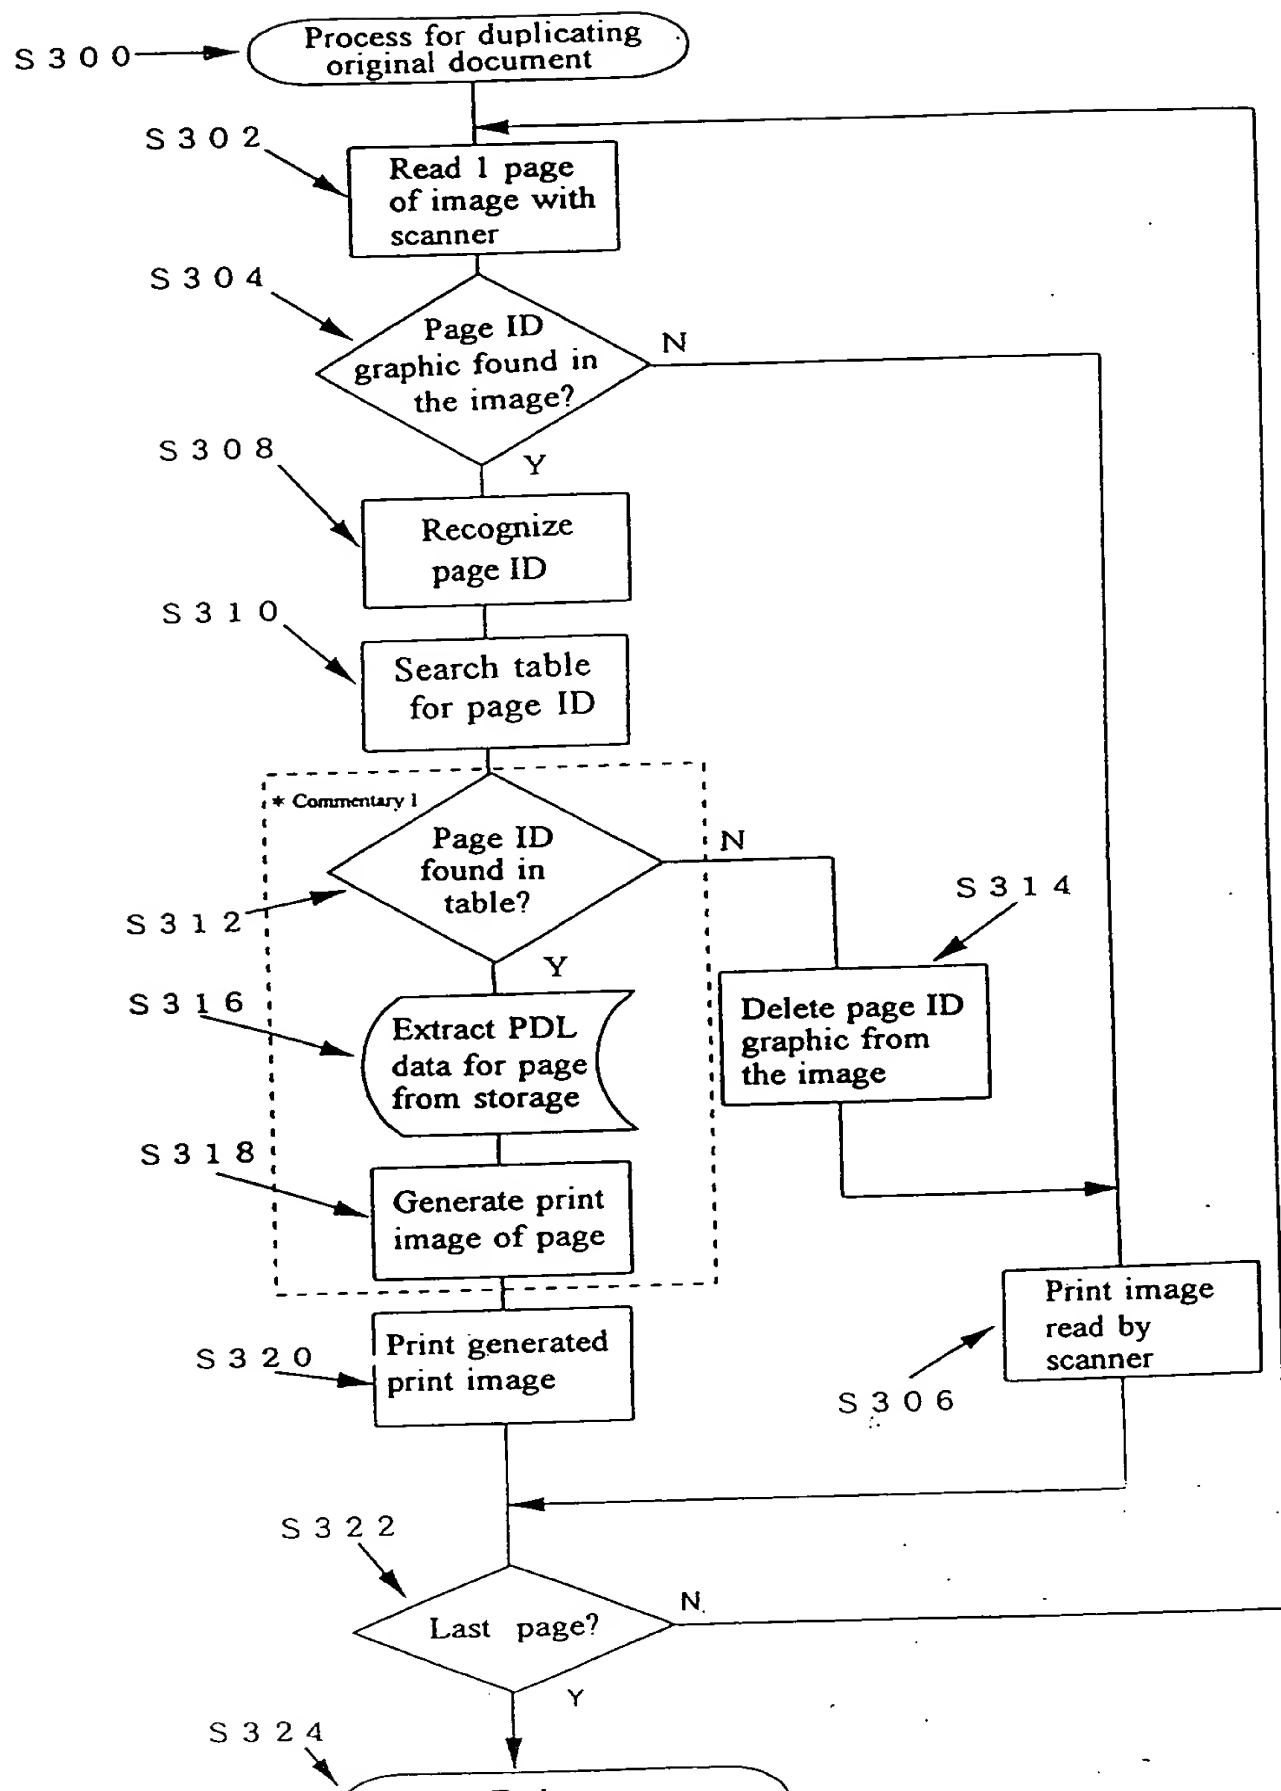 S300
Process for duplicating
original document
S302
Read 1 page
of image with
scanner
S304
Page ID
graphic found in
the image?
N
Y
S308
Recognize
page ID
S310
Search table
for page ID
* Commentary 1
Page ID
found in
table?
N
S312
Y
S314
Delete page ID
graphic from
the image
S316
Extract PDL
data for page
from storage
S318
Generate print
image of page
Print image
read by
scanner
S306
S320
Print generated
print image
S322
Last page?
N
Y
S324